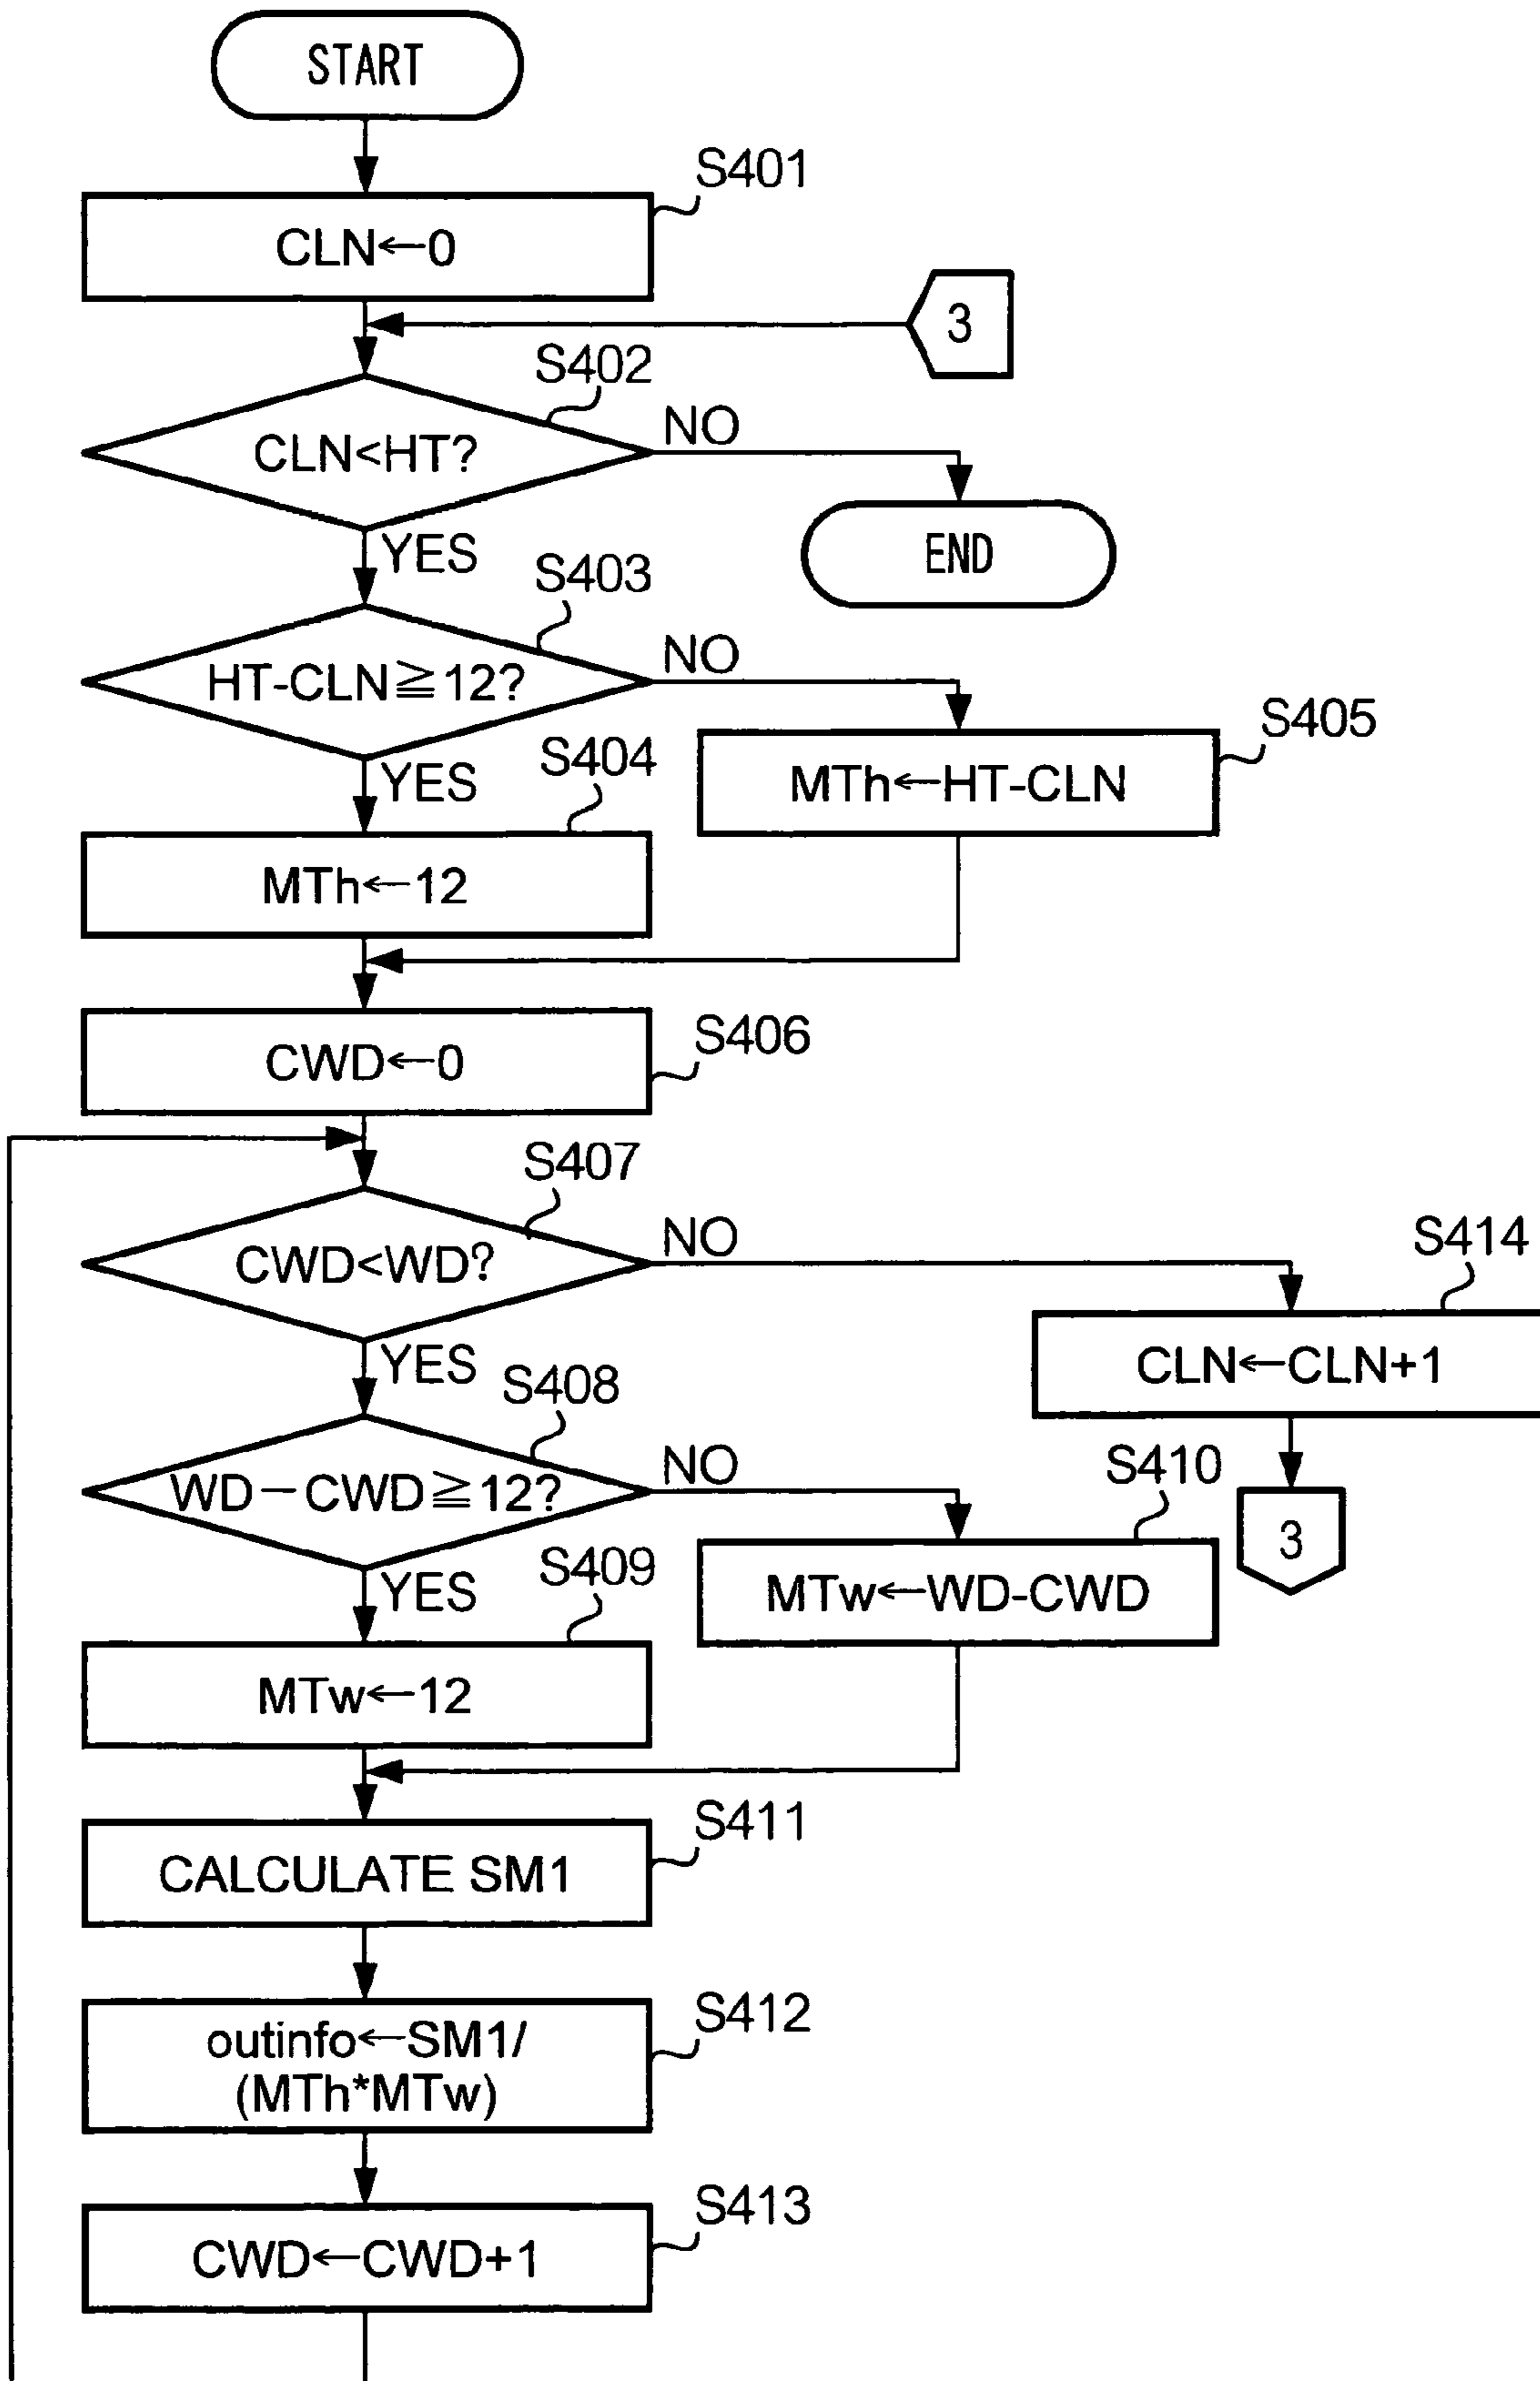 START
S401
CLN←0
3
S402
CLN<HT?
NO
YES
END
S403
HT-CLN≧12?
NO
YES
S405
MTh←HT-CLN
S404
MTh←12
S406
CWD←0
S407
CWD<WD?
NO
YES
S414
CLN←CLN+1
3
S408
WD－CWD≧12?
NO
YES
S410
MTw←WD-CWD
S409
MTw←12
S411
CALCULATE SM1
S412
outinfo←SM1/
(MTh*MTw)
S413
CWD←CWD+1